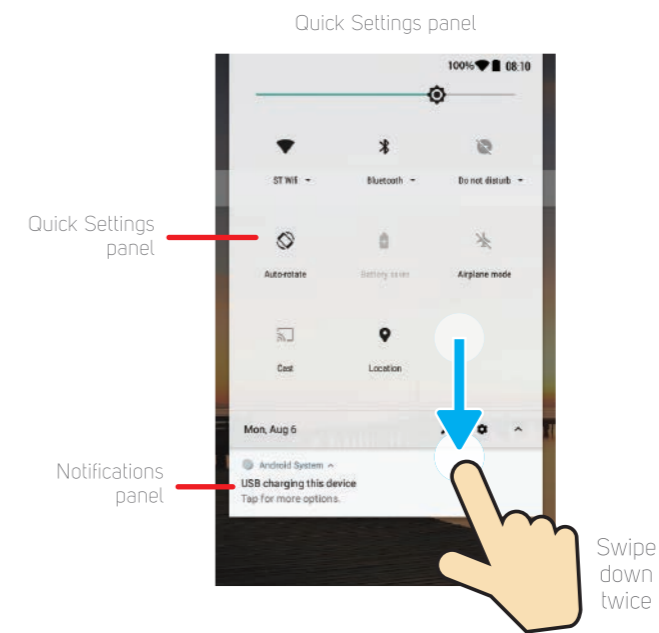 Quick Settings panel
100% 08:10
ST Wifi Bluetooth Do not disturb
Quick Settings
panel
Auto-rotate Battery saver Airplane mode
Cast Location
Mon, Aug 6
Notifications
panel
Android System
USB charging this device
Tap for more options.
Swipe
down
twice